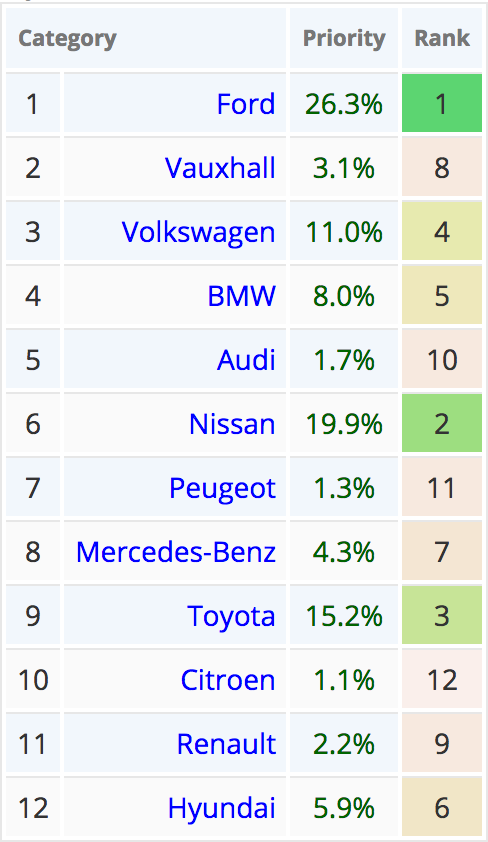 Category Priority Rank
1 Ford 26.3% 1
2 Vauxhall 3.1% 8
3 Volkswagen 11.0% 4
4 BMW 8.0% 5
5 Audi 1.7% 10
6 Nissan 19.9% 2
7 Peugeot 1.3% 11
8 Mercedes-Benz 4.3% 7
9 Toyota 15.2% 3
10 Citroen 1.1% 12
11 Renault 2.2% 9
12 Hyundai 5.9% 6